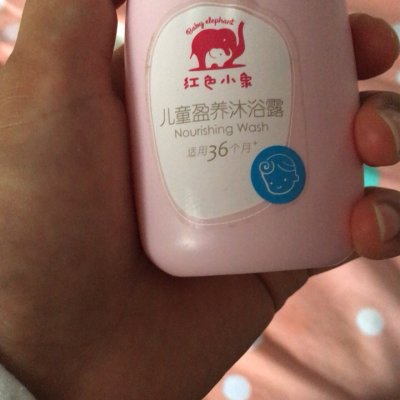 Baby elephant
红色小象
儿童盈养沐浴露
Nourishing Wash
适用36个月+